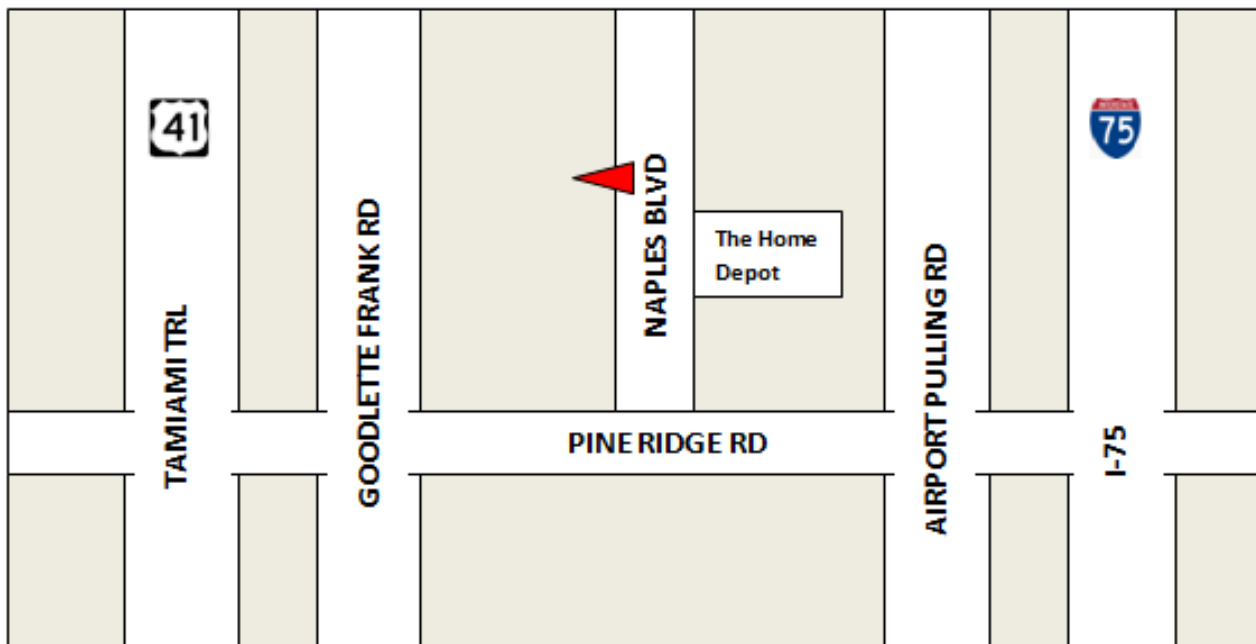 41
INTERSTATE
75
TAMIAMI TRL
GOODLETTE FRANK RD
NAPLES BLVD
The Home
Depot
AIRPORT PULLING RD
I-75
PINE RIDGE RD